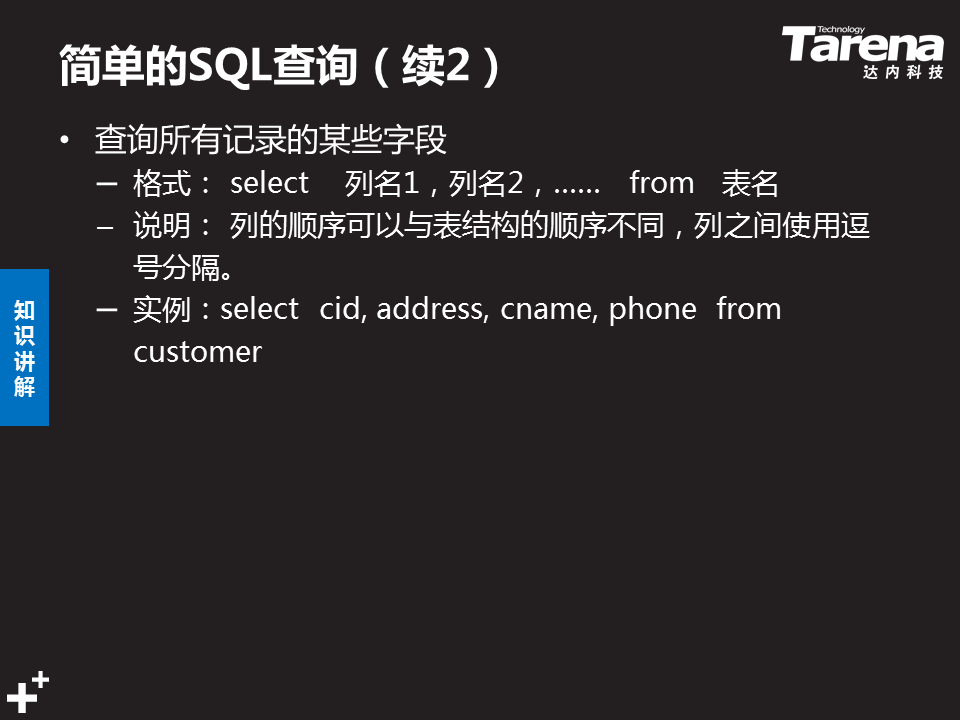 简单的SQL查询（续2）
Technology
Tarena
达内科技
• 查询所有记录的某些字段
– 格式： select 列名1，列名2，…… from 表名
– 说明： 列的顺序可以与表结构的顺序不同，列之间使用逗
号分隔。
– 实例：select cid, address, cname, phone from
customer
知
识
讲
解